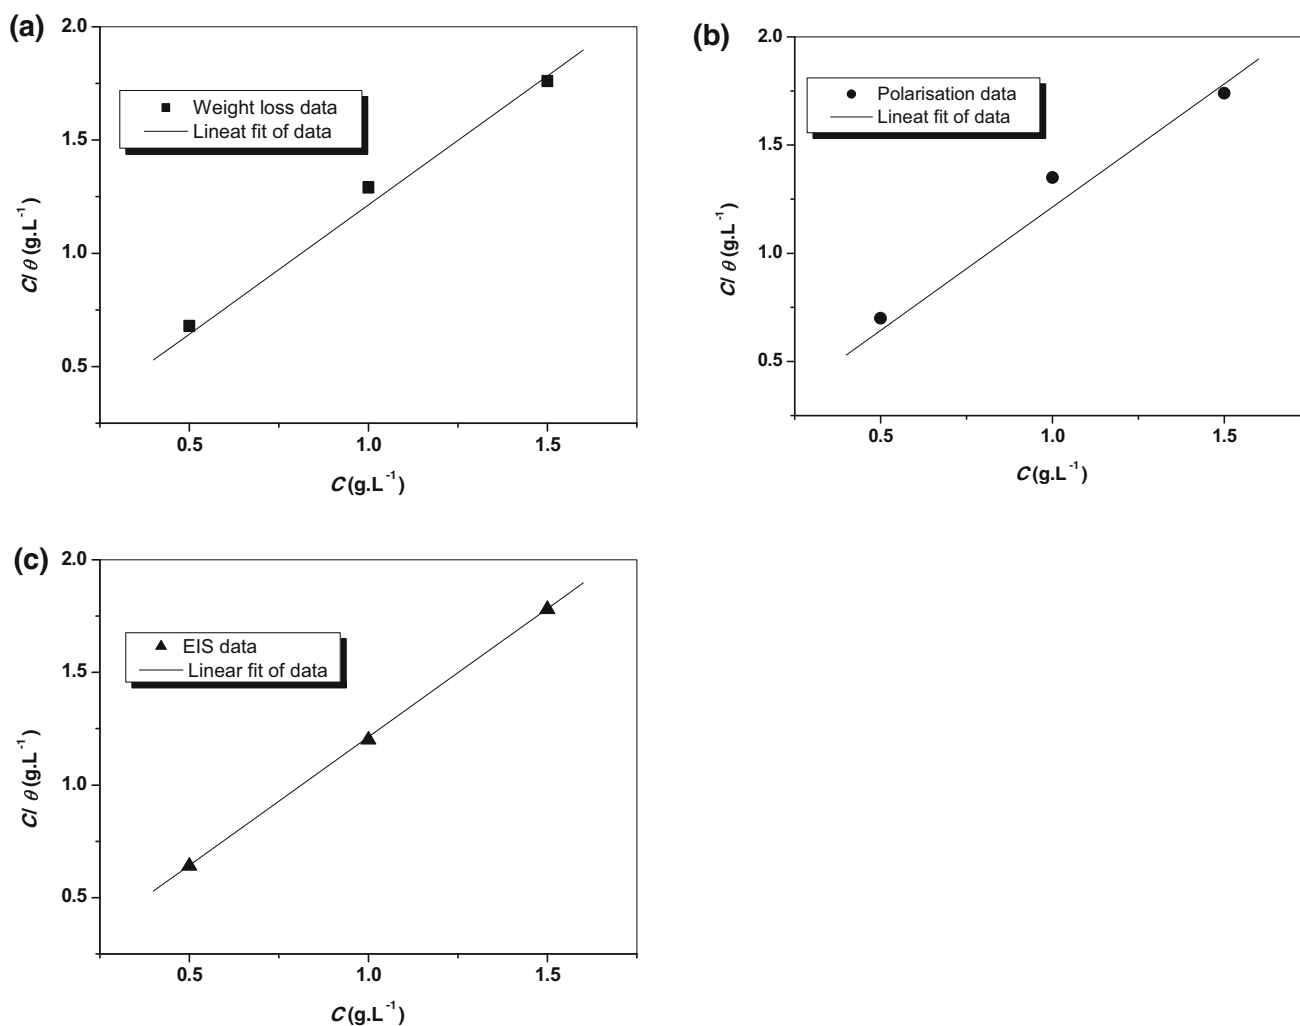 (a)
2.0
1.5
1.0
0.5
C/ θ (g.L⁻¹)
Weight loss data
Lineat fit of data
0.5 1.0 1.5
C (g.L⁻¹)
(b)
2.0
1.5
1.0
0.5
C/ θ (g.L⁻¹)
Polarisation data
Lineat fit of data
0.5 1.0 1.5
C (g.L⁻¹)
(c)
2.0
1.5
1.0
0.5
C/ θ (g.L⁻¹)
EIS data
Linear fit of data
0.5 1.0 1.5
C (g.L⁻¹)